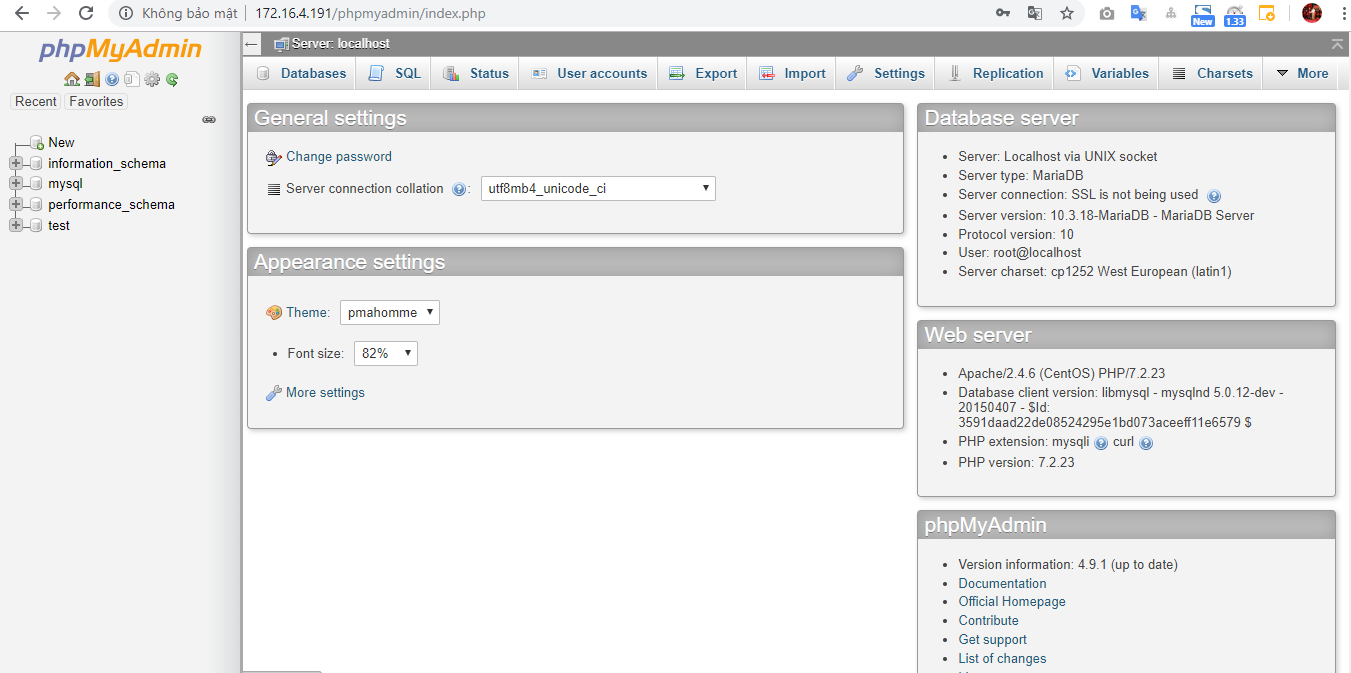 Không bảo mật | 172.16.4.191/phpmyadmin/index.php
New
1.33
phpMyAdmin
Recent Favorites
New
information_schema
mysql
performance_schema
test
Server: localhost
Databases SQL Status User accounts Export Import Settings Replication Variables Charsets More
General settings
Change password
Server connection collation : utf8mb4_unicode_ci
Appearance settings
Theme: pmahomme
Font size: 82%
More settings
Database server
Server: Localhost via UNIX socket
Server type: MariaDB
Server connection: SSL is not being used
Server version: 10.3.18-MariaDB - MariaDB Server
Protocol version: 10
User: root@localhost
Server charset: cp1252 West European (latin1)
Web server
Apache/2.4.6 (CentOS) PHP/7.2.23
Database client version: libmysql - mysqlnd 5.0.12-dev -
20150407 - $Id:
3591daad22de08524295e1bd073aceeff11e6579 $
PHP extension: mysqli curl
PHP version: 7.2.23
phpMyAdmin
Version information: 4.9.1 (up to date)
Documentation
Official Homepage
Contribute
Get support
List of changes